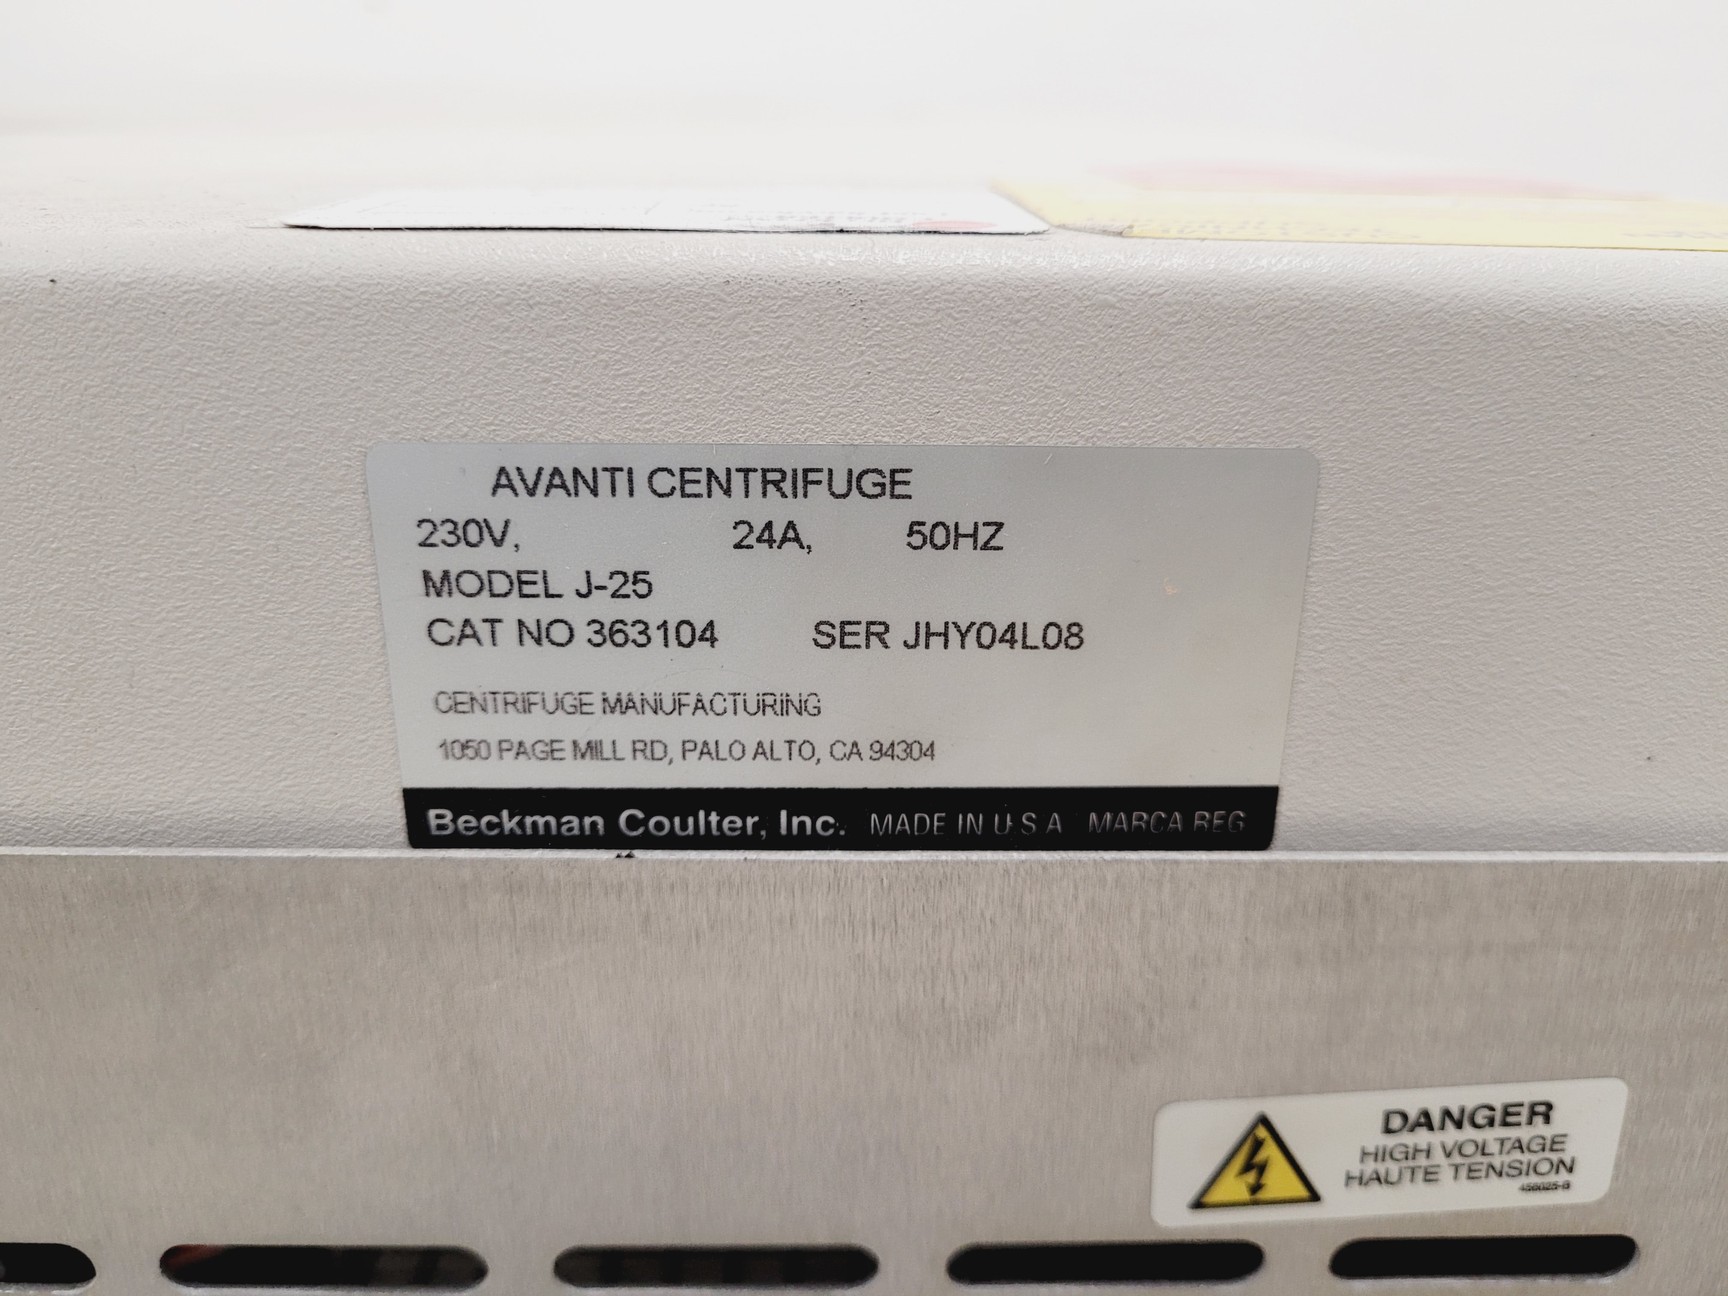 AVANTI CENTRIFUGE
230V, 24A, 50HZ
MODEL J-25
CAT NO 363104 SER JHY04L08
CENTRIFUGE MANUFACTURING
1050 PAGE MILL RD, PALO ALTO, CA 94304
Beckman Coulter, Inc. MADE IN U S A MARCA REG
DANGER
HIGH VOLTAGE
HAUTE TENSION